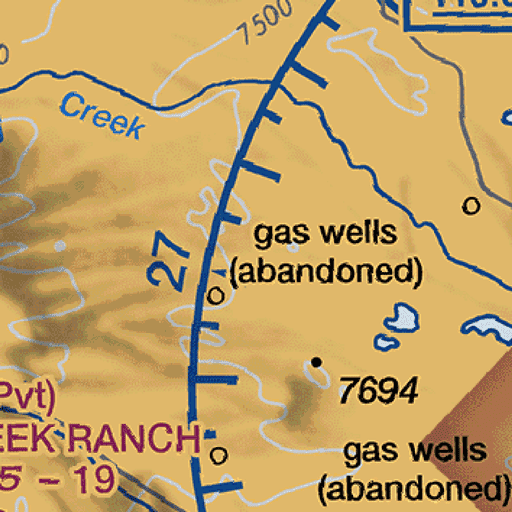 7500
Creek
gas wells
(abandoned)
27
7694
Pvt)
EEK RANCH
5 - 19
gas wells
(abandoned)